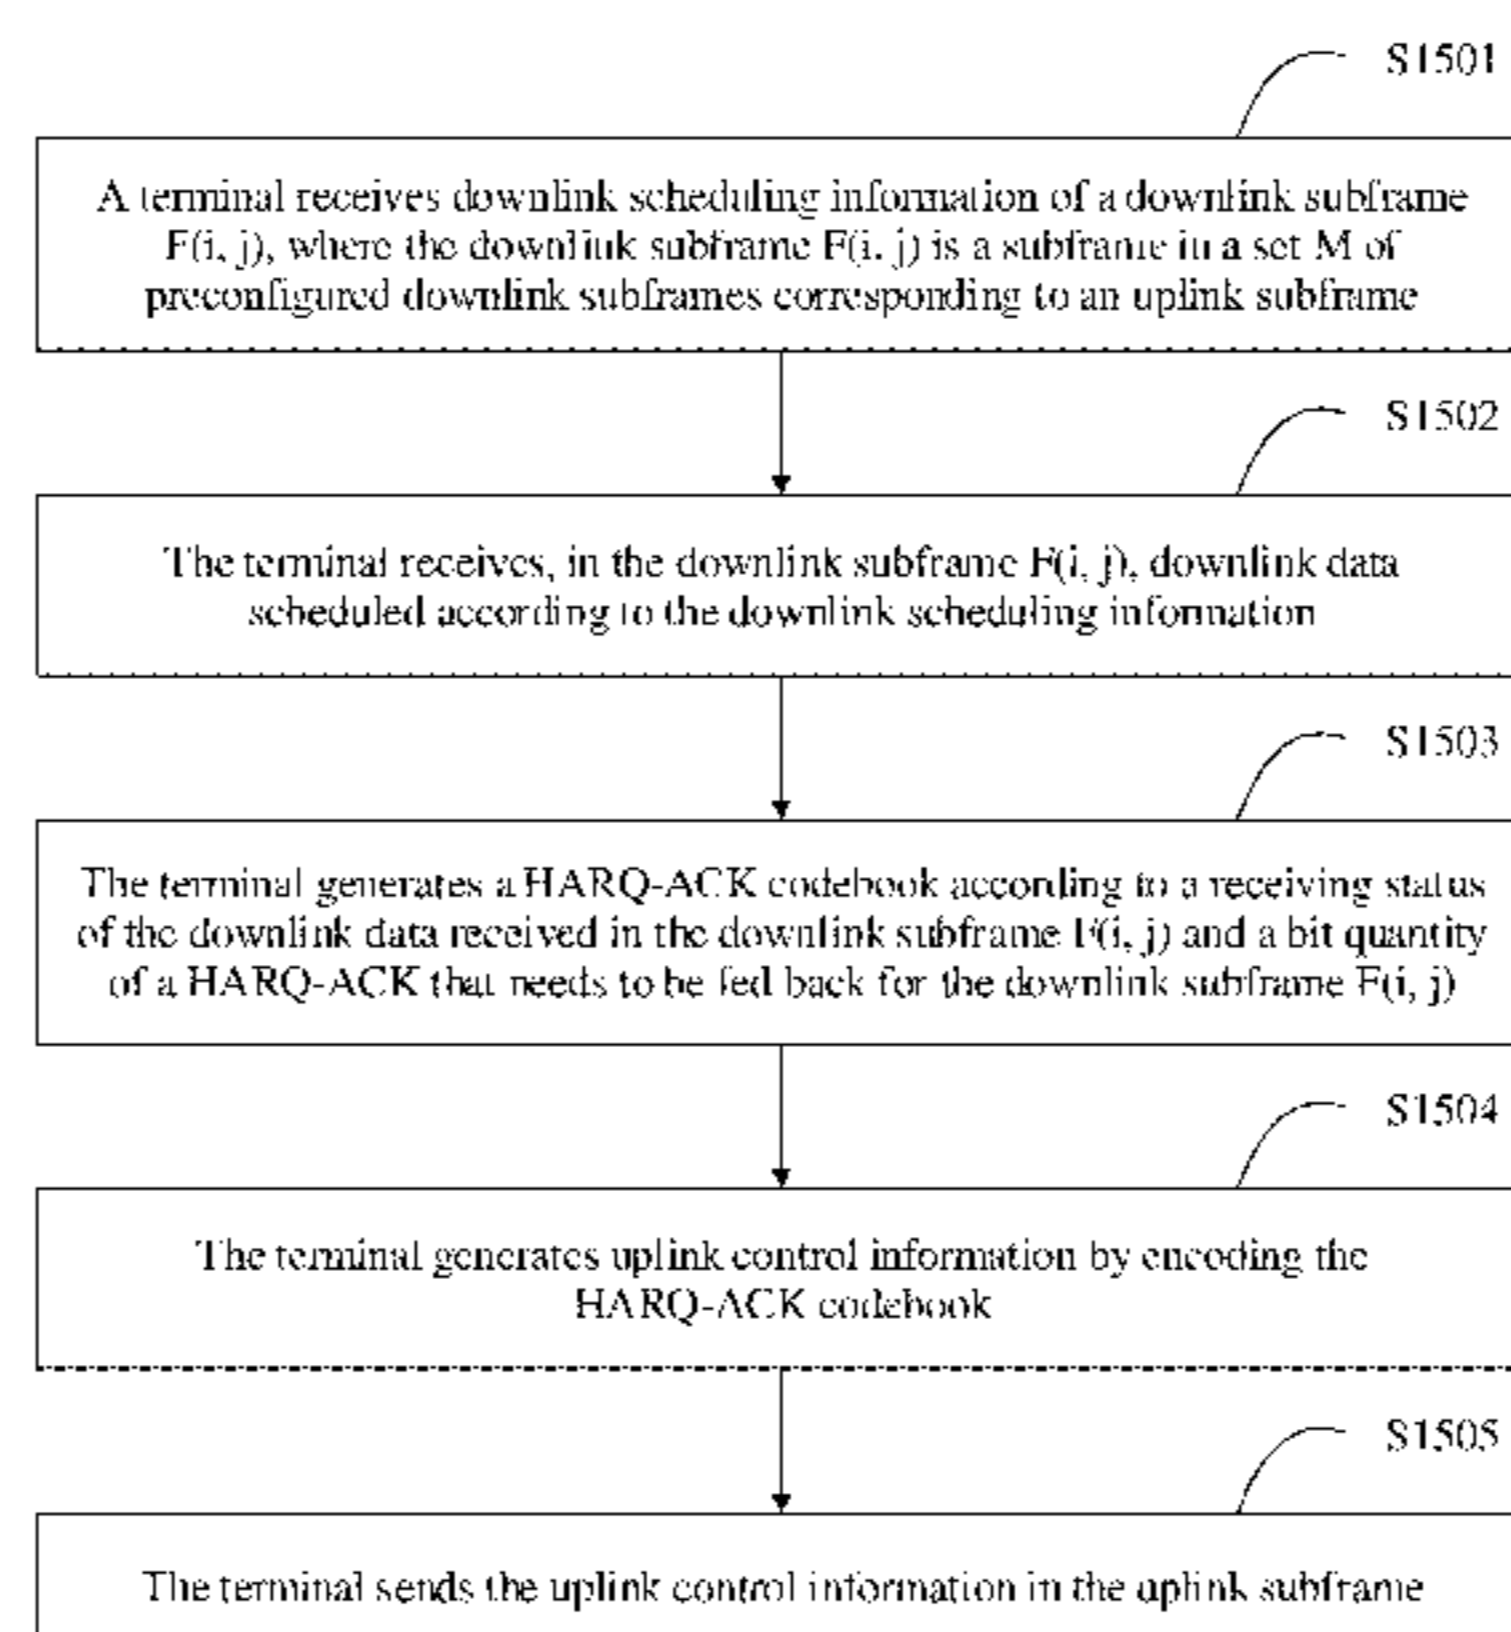 S1501
A terminal receives downlink scheduling information of a downlink subframe
F(i, j), where the downlink subframe F(i, j) is a subframe in a set M of
preconfigured downlink subframes corresponding to an uplink subframe
S1502
The terminal receives, in the downlink subframe F(i, j), downlink data
scheduled according to the downlink scheduling information
S1503
The terminal generates a HARQ-ACK codebook according to a receiving status
of the downlink data received in the downlink subframe F(i, j) and a bit quantity
of a HARQ-ACK that needs to be fed back for the downlink subframe F(i, j)
S1504
The terminal generates uplink control information by encoding the
HARQ-ACK codebook
S1505
The terminal sends the uplink control information in the uplink subframe